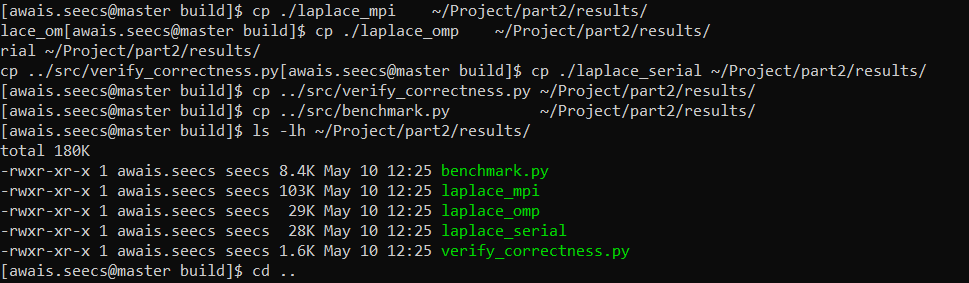 [awais.seecs@master build]$ cp ./laplace_mpi    ~/Project/part2/results/
lace_om[awais.seecs@master build]$ cp ./laplace_omp    ~/Project/part2/results/
rial ~/Project/part2/results/
cp ../src/verify_correctness.py[awais.seecs@master build]$ cp ./laplace_serial ~/Project/part2/results/
[awais.seecs@master build]$ cp ../src/verify_correctness.py ~/Project/part2/results/
[awais.seecs@master build]$ cp ../src/benchmark.py          ~/Project/part2/results/
[awais.seecs@master build]$ ls -lh ~/Project/part2/results/
total 180K
-rwxr-xr-x 1 awais.seecs seecs 8.4K May 10 12:25 benchmark.py
-rwxr-xr-x 1 awais.seecs seecs 103K May 10 12:25 laplace_mpi
-rwxr-xr-x 1 awais.seecs seecs  29K May 10 12:25 laplace_omp
-rwxr-xr-x 1 awais.seecs seecs  28K May 10 12:25 laplace_serial
-rwxr-xr-x 1 awais.seecs seecs 1.6K May 10 12:25 verify_correctness.py
[awais.seecs@master build]$ cd ..